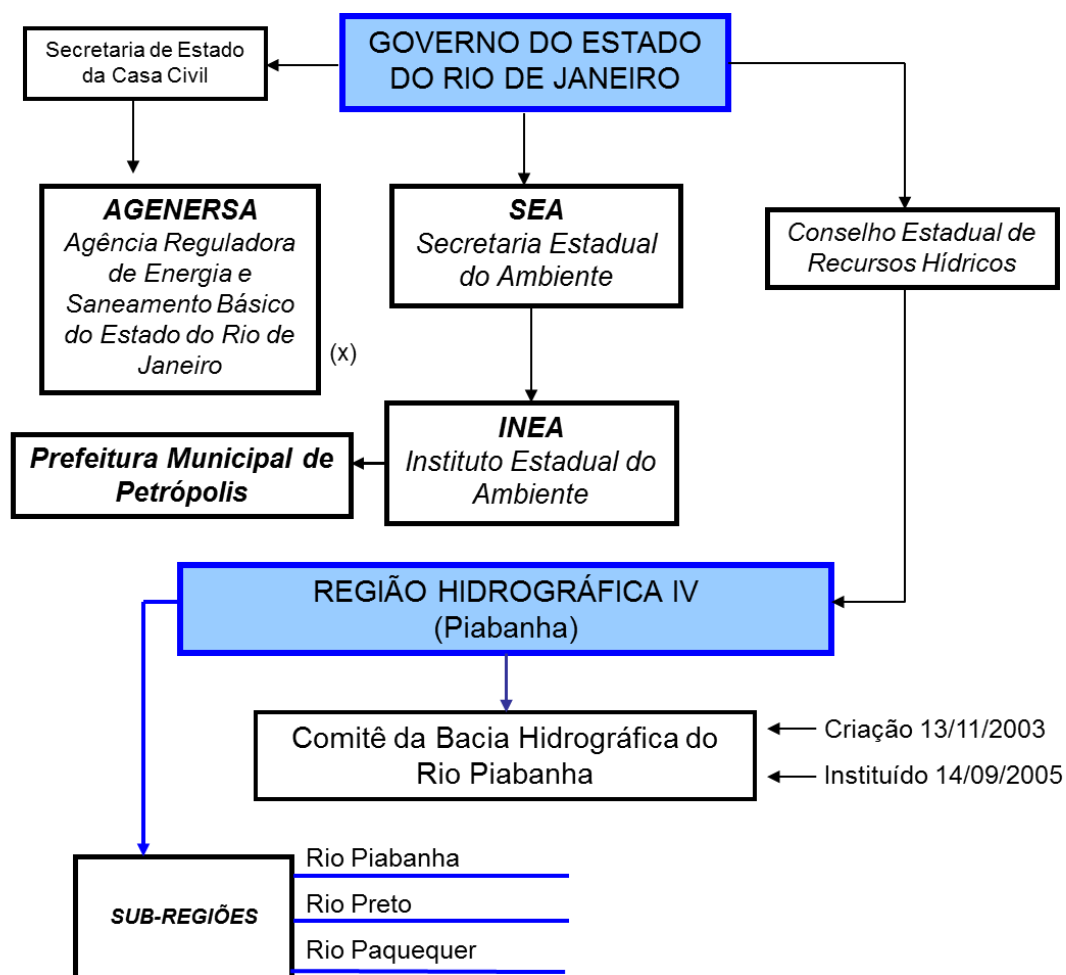 Secretaria de Estado
da Casa Civil
GOVERNO DO ESTADO
DO RIO DE JANEIRO
AGENERSA
Agência Reguladora
de Energia e
Saneamento Básico
do Estado do Rio de
Janeiro
(x)
SEA
Secretaria Estadual
do Ambiente
Conselho Estadual de
Recursos Hídricos
INEA
Instituto Estadual do
Ambiente
Prefeitura Municipal de
Petrópolis
REGIÃO HIDROGRÁFICA IV
(Piabanha)
Comitê da Bacia Hidrográfica do
Rio Piabanha
Criação 13/11/2003
Instituído 14/09/2005
SUB-REGIÕES
Rio Piabanha
Rio Preto
Rio Paquequer